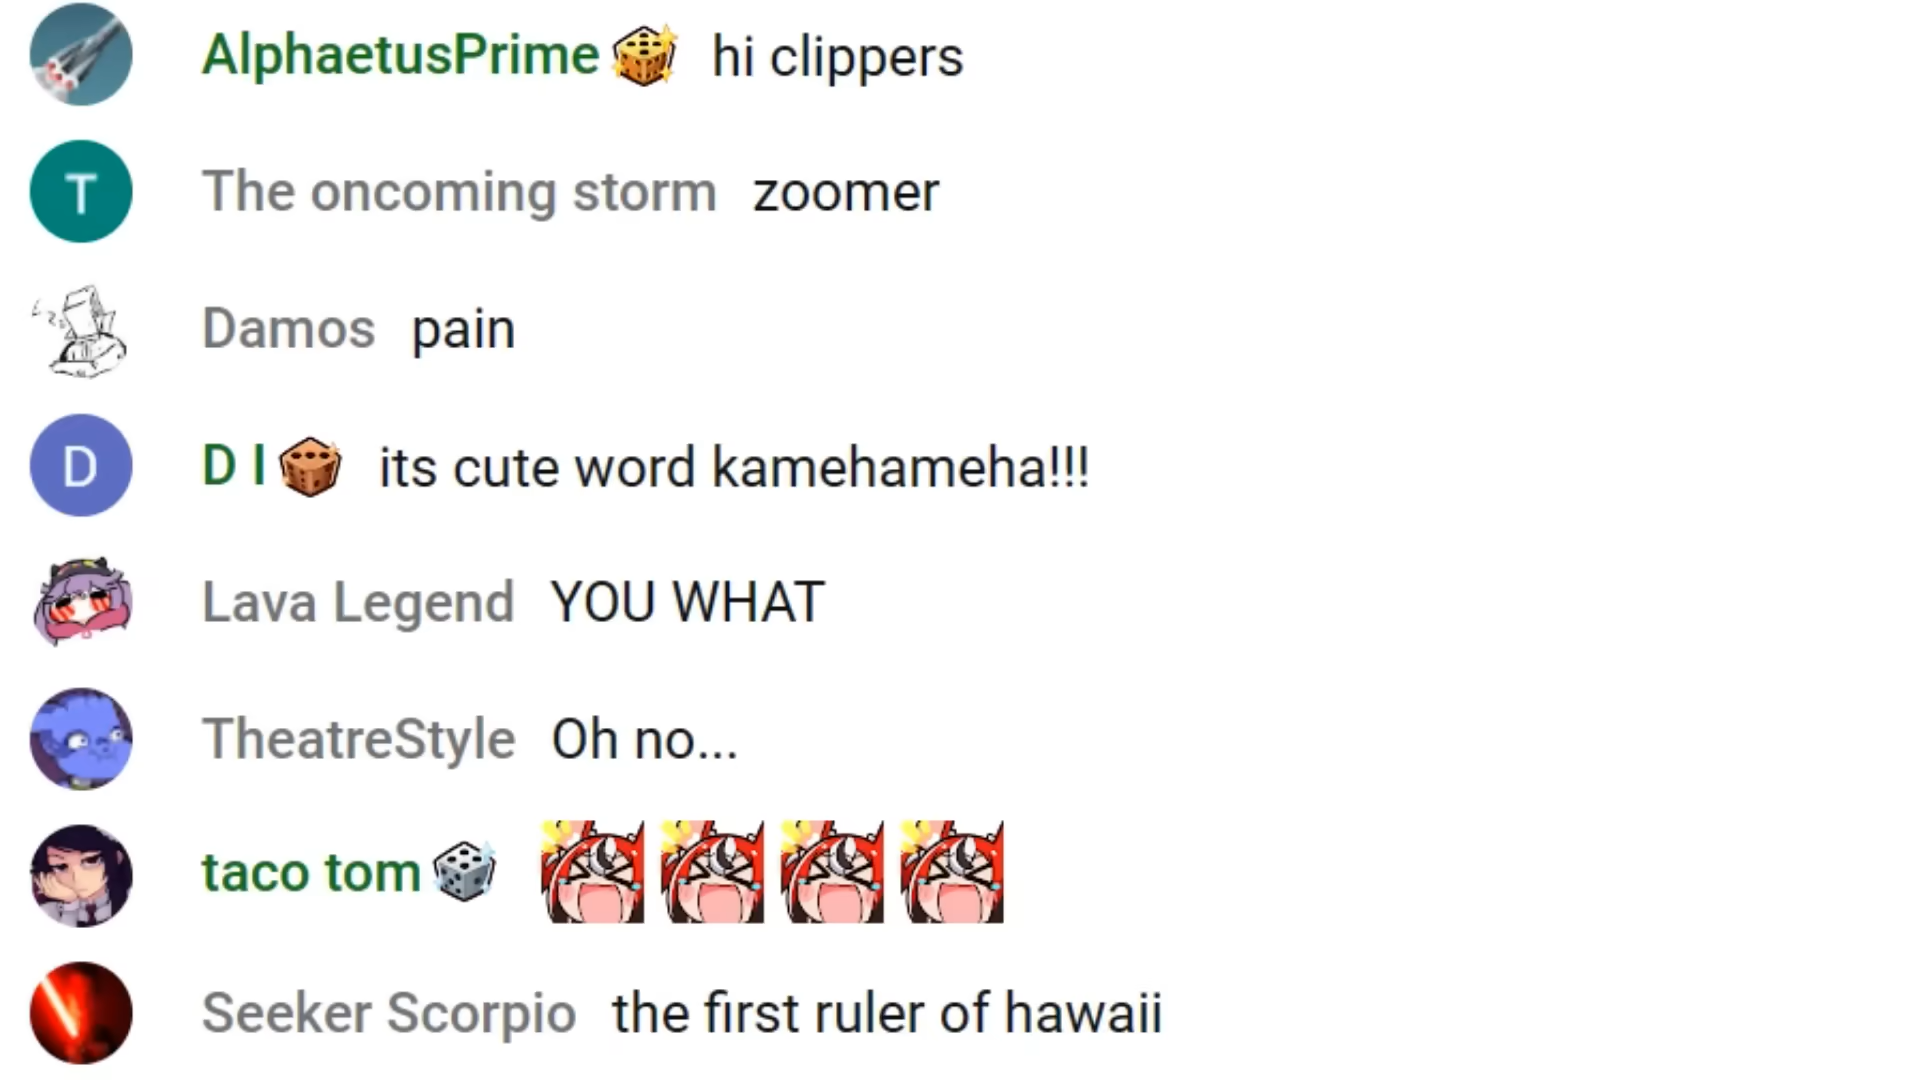 AlphaetusPrime hi clippers
T The oncoming storm zoomer
Damos pain
D D I its cute word kamehameha!!!
Lava Legend YOU WHAT
TheatreStyle Oh no...
taco tom
Seeker Scorpio the first ruler of hawaii